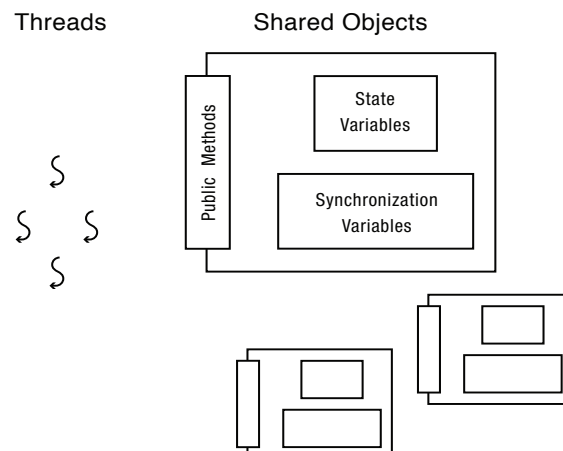 Threads
Shared Objects
Public Methods
State
Variables
Synchronization
Variables